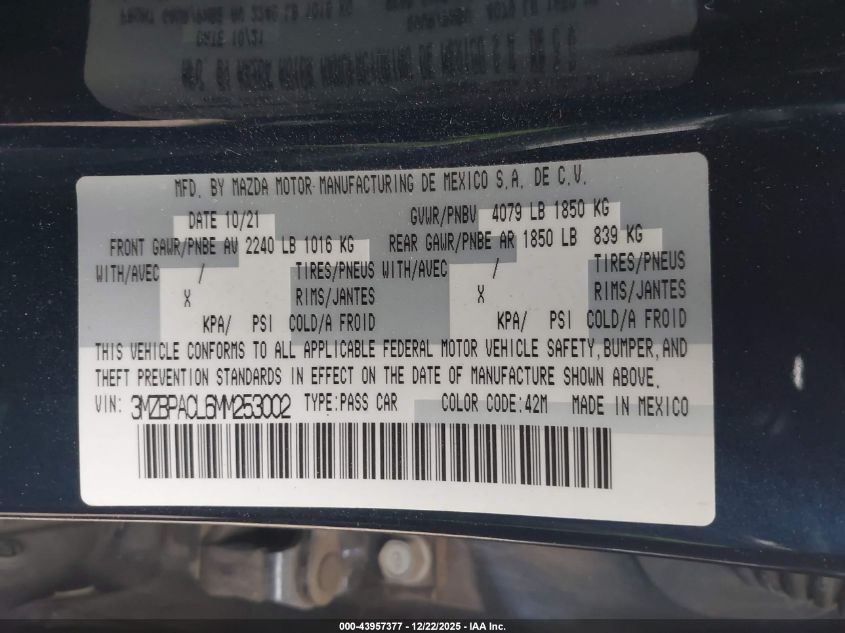 MFD. BY MAZDA MOTOR MANUFACTURING DE MEXICO S.A. DE C.V.
DATE 10/21 GVWR/PNBV 4079 LB 1850 KG
FRONT GAWR/PNBE AV 2240 LB 1016 KG REAR GAWR/PNBE AR 1850 LB 839 KG
WITH/AVEC / TIRES/PNEUS WITH/AVEC / TIRES/PNEUS
X RIMS/JANTES X RIMS/JANTES
KPA/ PSI COLD/A FROID KPA/ PSI COLD/A FROID
THIS VEHICLE CONFORMS TO ALL APPLICABLE FEDERAL MOTOR VEHICLE SAFETY, BUMPER, AND
THEFT PREVENTION STANDARDS IN EFFECT ON THE DATE OF MANUFACTURE SHOWN ABOVE.
VIN: 3MZBPACL6MM253002 TYPE:PASS CAR COLOR CODE:42M MADE IN MEXICO
000-43957377 - 12/22/2025 - IAA Inc.